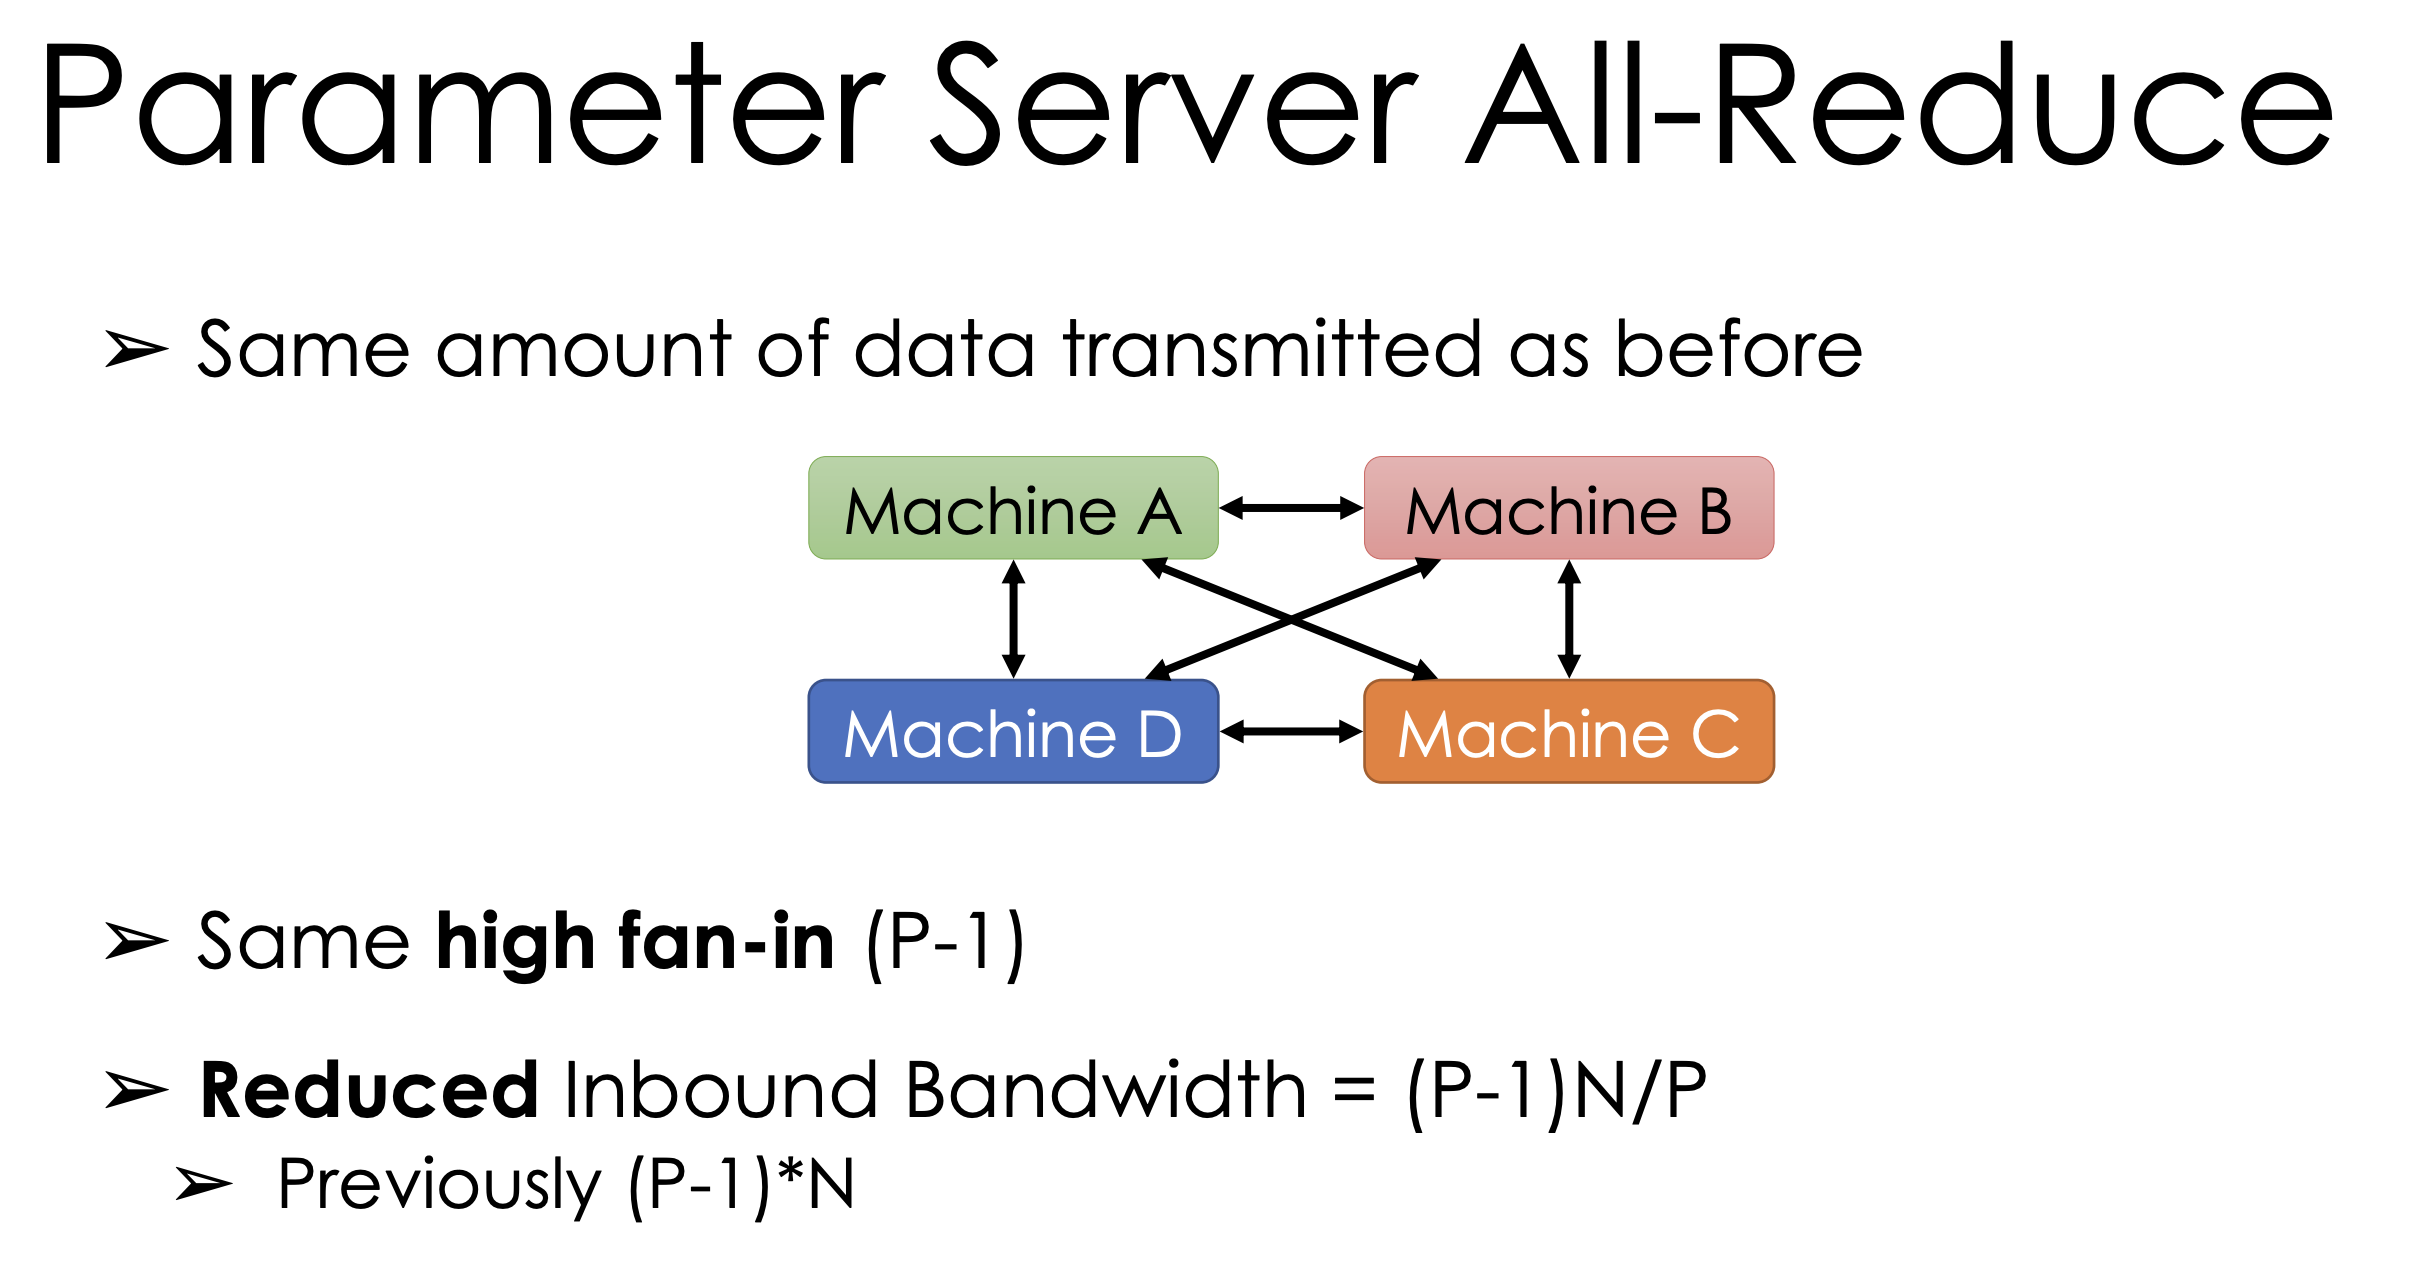 Parameter Server All-Reduce
➢ Same amount of data transmitted as before
Machine A
Machine B
Machine D
Machine C
➢ Same high fan-in (P-1)
➢ Reduced Inbound Bandwidth = (P-1)N/P
➢ Previously (P-1)*N